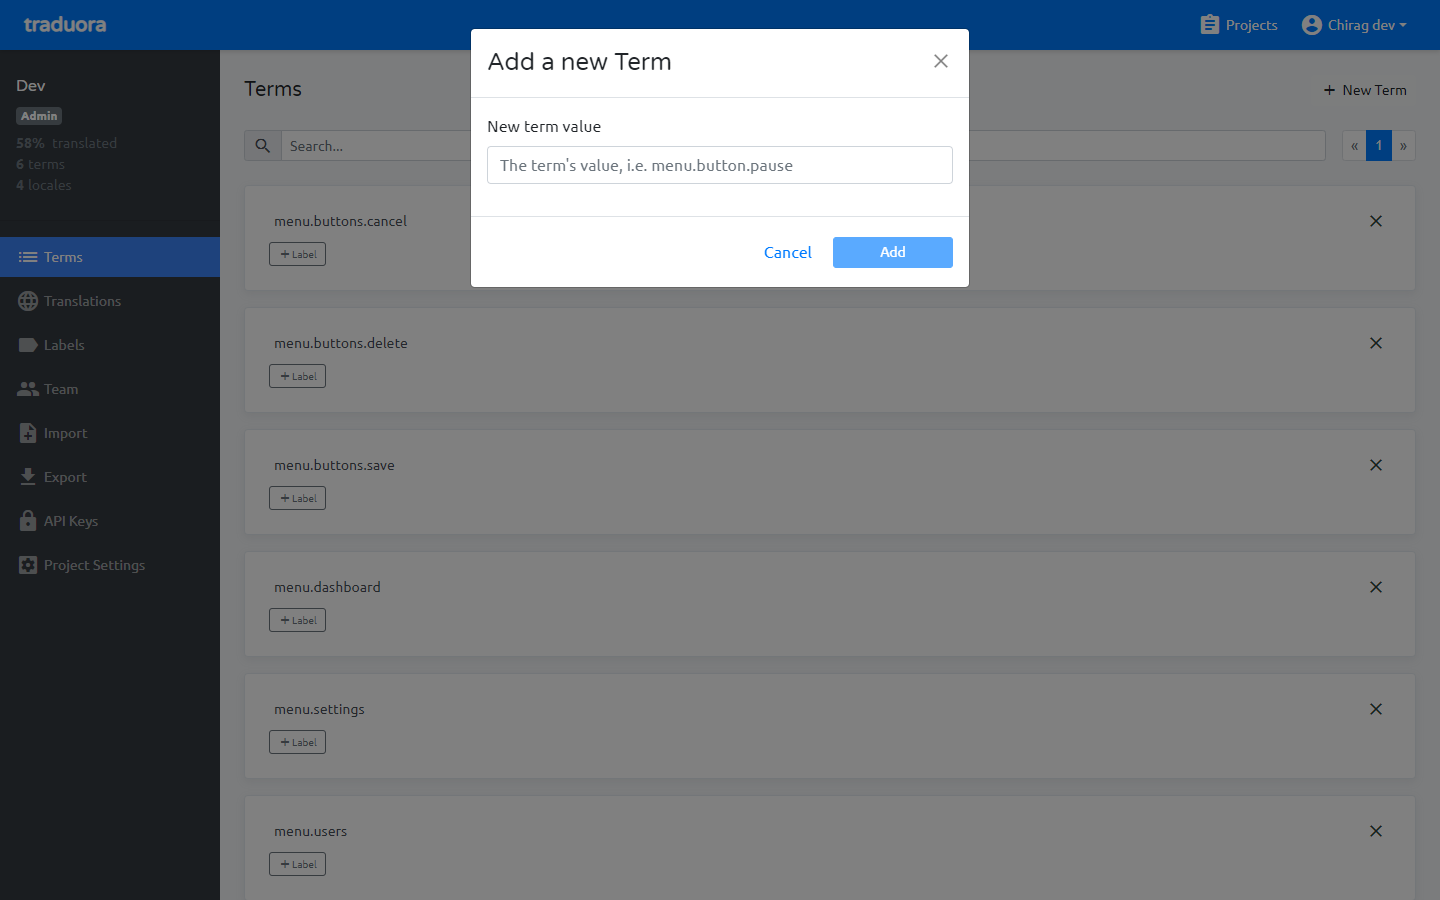 traduora
Projects
Chirag dev
Dev
Admin
58% translated
6 terms
4 locales
Terms
Translations
Labels
Team
Import
Export
API Keys
Project Settings
Terms
+ New Term
Search...
« 1 »
menu.buttons.cancel
+ Label
menu.buttons.delete
+ Label
menu.buttons.save
+ Label
menu.dashboard
+ Label
menu.settings
+ Label
menu.users
+ Label
Add a new Term
New term value
The term's value, i.e. menu.button.pause
Cancel
Add